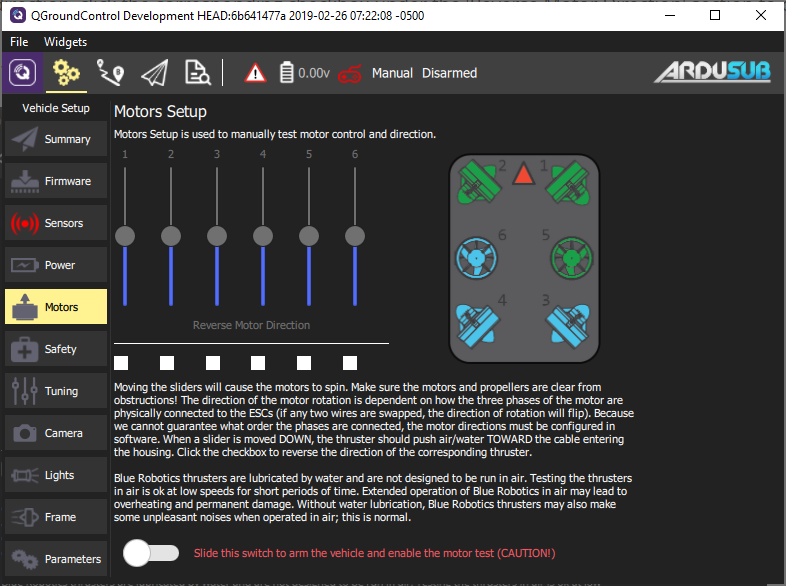 QGroundControl Development HEAD:6b641477a 2019-02-26 07:22:08 -0500
File Widgets
0.00v Manual Disarmed ARDUSUB
Vehicle Setup
Summary
Firmware
Sensors
Power
Motors
Safety
Tuning
Camera
Lights
Frame
Parameters
Motors Setup
Motors Setup is used to manually test motor control and direction.
1 2 3 4 5 6
2 1
6 5
4 3
Reverse Motor Direction
Moving the sliders will cause the motors to spin. Make sure the motors and propellers are clear from
obstructions! The direction of the motor rotation is dependent on how the three phases of the motor are
physically connected to the ESCs (if any two wires are swapped, the direction of rotation will flip). Because
we cannot guarantee what order the phases are connected, the motor directions must be configured in
software. When a slider is moved DOWN, the thruster should push air/water TOWARD the cable entering
the housing. Click the checkbox to reverse the direction of the corresponding thruster.
Blue Robotics thrusters are lubricated by water and are not designed to be run in air. Testing the thrusters
in air is ok at low speeds for short periods of time. Extended operation of Blue Robotics in air may lead to
overheating and permanent damage. Without water lubrication, Blue Robotics thrusters may also make
some unpleasant noises when operated in air; this is normal.
Slide this switch to arm the vehicle and enable the motor test (CAUTION!)